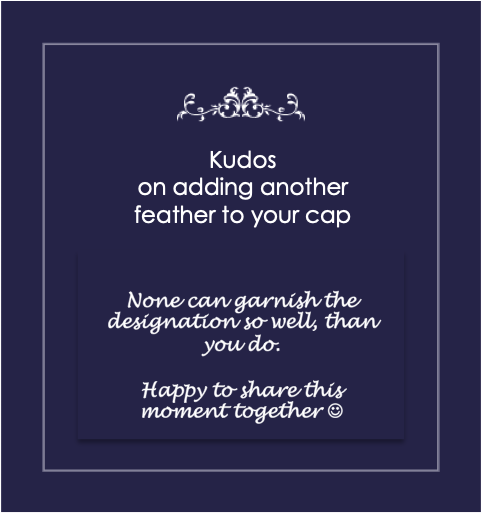 Kudos
on adding another
feather to your cap
None can garnish the
designation so well, than
you do.
Happy to share this
moment together ☺